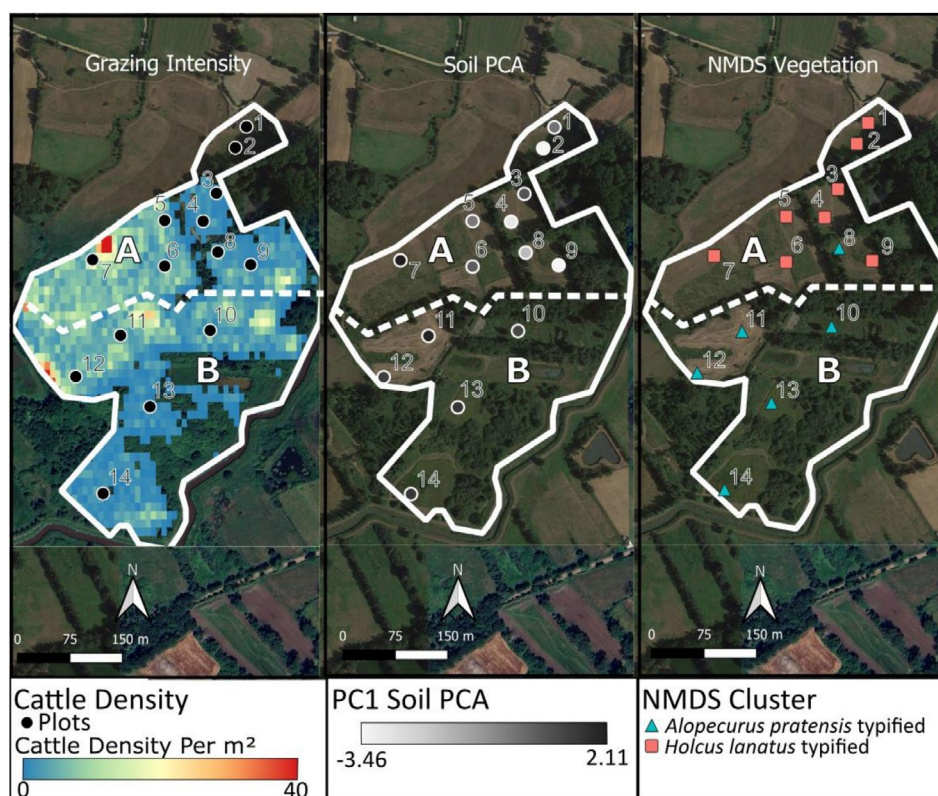 Grazing Intensity
1
2
3
4
5
6
7
8
9
A
10
11
12
B
13
14
N
0 75 150 m
Cattle Density
Plots
Cattle Density Per m²
0 40
Soil PCA
1
2
3
4
5
6
7
8
9
A
10
11
12
B
13
14
N
0 75 150 m
PC1 Soil PCA
-3.46 2.11
NMDS Vegetation
1
2
3
4
5
6
7
8
9
A
10
11
12
B
13
14
N
0 75 150 m
NMDS Cluster
Alopecurus pratensis typified
Holcus lanatus typified